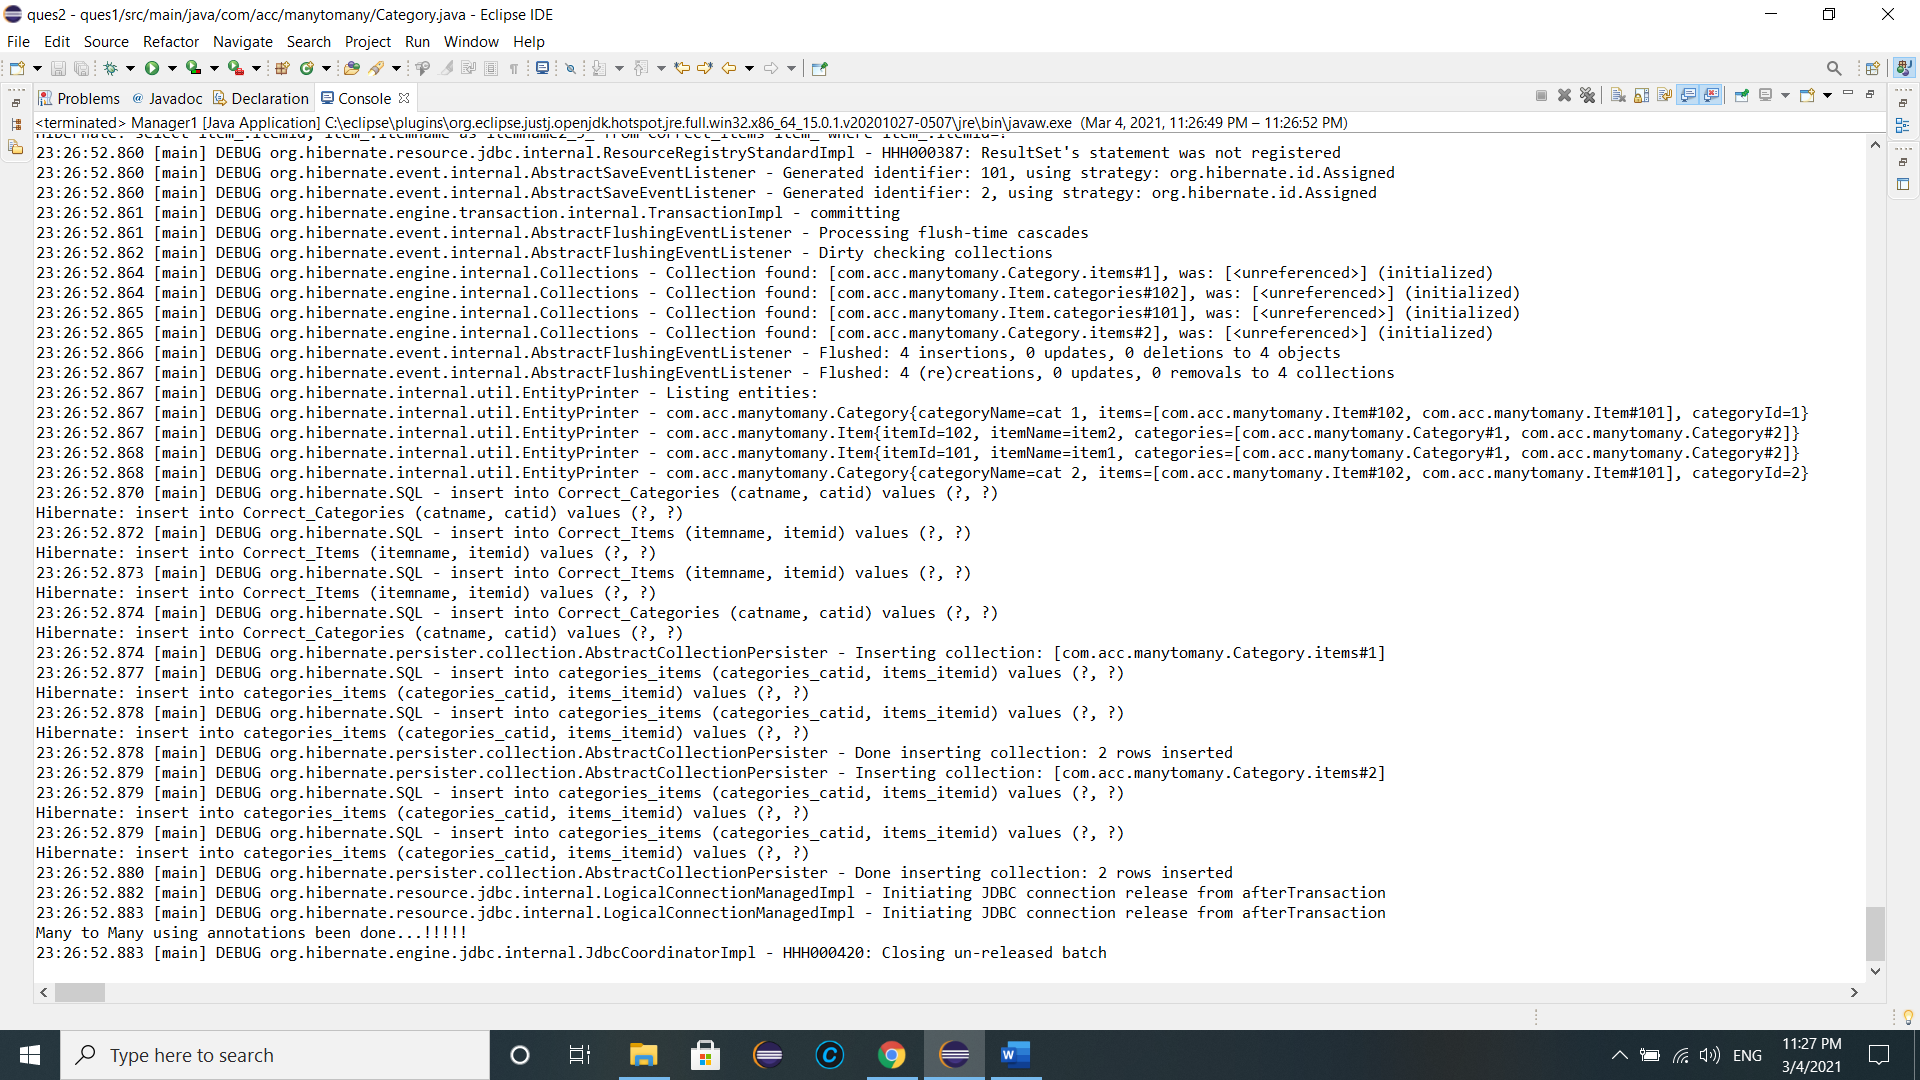 ques2 - ques1/src/main/java/com/acc/manytomany/Category.java - Eclipse IDE
File Edit Source Refactor Navigate Search Project Run Window Help
Problems @ Javadoc Declaration Console
<terminated> Manager1 [Java Application] C:\eclipse\plugins\org.eclipse.justj.openjdk.hotspot.jre.full.win32.x86_64_15.0.1.v20201027-0507\jre\bin\javaw.exe (Mar 4, 2021, 11:26:49 PM – 11:26:52 PM)
23:26:52.860 [main] DEBUG org.hibernate.resource.jdbc.internal.ResourceRegistryStandardImpl - HHH000387: ResultSet's statement was not registered
23:26:52.860 [main] DEBUG org.hibernate.event.internal.AbstractSaveEventListener - Generated identifier: 101, using strategy: org.hibernate.id.Assigned
23:26:52.860 [main] DEBUG org.hibernate.event.internal.AbstractSaveEventListener - Generated identifier: 2, using strategy: org.hibernate.id.Assigned
23:26:52.861 [main] DEBUG org.hibernate.engine.transaction.internal.TransactionImpl - committing
23:26:52.861 [main] DEBUG org.hibernate.event.internal.AbstractFlushingEventListener - Processing flush-time cascades
23:26:52.862 [main] DEBUG org.hibernate.event.internal.AbstractFlushingEventListener - Dirty checking collections
23:26:52.864 [main] DEBUG org.hibernate.engine.internal.Collections - Collection found: [com.acc.manytomany.Category.items#1], was: [<unreferenced>] (initialized)
23:26:52.864 [main] DEBUG org.hibernate.engine.internal.Collections - Collection found: [com.acc.manytomany.Item.categories#102], was: [<unreferenced>] (initialized)
23:26:52.865 [main] DEBUG org.hibernate.engine.internal.Collections - Collection found: [com.acc.manytomany.Item.categories#101], was: [<unreferenced>] (initialized)
23:26:52.865 [main] DEBUG org.hibernate.engine.internal.Collections - Collection found: [com.acc.manytomany.Category.items#2], was: [<unreferenced>] (initialized)
23:26:52.866 [main] DEBUG org.hibernate.event.internal.AbstractFlushingEventListener - Flushed: 4 insertions, 0 updates, 0 deletions to 4 objects
23:26:52.867 [main] DEBUG org.hibernate.event.internal.AbstractFlushingEventListener - Flushed: 4 (re)creations, 0 updates, 0 removals to 4 collections
23:26:52.867 [main] DEBUG org.hibernate.internal.util.EntityPrinter - Listing entities:
23:26:52.867 [main] DEBUG org.hibernate.internal.util.EntityPrinter - com.acc.manytomany.Category{categoryName=cat 1, items=[com.acc.manytomany.Item#102, com.acc.manytomany.Item#101], categoryId=1}
23:26:52.867 [main] DEBUG org.hibernate.internal.util.EntityPrinter - com.acc.manytomany.Item{itemId=102, itemName=item2, categories=[com.acc.manytomany.Category#1, com.acc.manytomany.Category#2]}
23:26:52.868 [main] DEBUG org.hibernate.internal.util.EntityPrinter - com.acc.manytomany.Item{itemId=101, itemName=item1, categories=[com.acc.manytomany.Category#1, com.acc.manytomany.Category#2]}
23:26:52.868 [main] DEBUG org.hibernate.internal.util.EntityPrinter - com.acc.manytomany.Category{categoryName=cat 2, items=[com.acc.manytomany.Item#102, com.acc.manytomany.Item#101], categoryId=2}
23:26:52.870 [main] DEBUG org.hibernate.SQL - insert into Correct_Categories (catname, catid) values (?, ?)
Hibernate: insert into Correct_Categories (catname, catid) values (?, ?)
23:26:52.872 [main] DEBUG org.hibernate.SQL - insert into Correct_Items (itemname, itemid) values (?, ?)
Hibernate: insert into Correct_Items (itemname, itemid) values (?, ?)
23:26:52.873 [main] DEBUG org.hibernate.SQL - insert into Correct_Items (itemname, itemid) values (?, ?)
Hibernate: insert into Correct_Items (itemname, itemid) values (?, ?)
23:26:52.874 [main] DEBUG org.hibernate.SQL - insert into Correct_Categories (catname, catid) values (?, ?)
Hibernate: insert into Correct_Categories (catname, catid) values (?, ?)
23:26:52.874 [main] DEBUG org.hibernate.persister.collection.AbstractCollectionPersister - Inserting collection: [com.acc.manytomany.Category.items#1]
23:26:52.877 [main] DEBUG org.hibernate.SQL - insert into categories_items (categories_catid, items_itemid) values (?, ?)
Hibernate: insert into categories_items (categories_catid, items_itemid) values (?, ?)
23:26:52.878 [main] DEBUG org.hibernate.SQL - insert into categories_items (categories_catid, items_itemid) values (?, ?)
Hibernate: insert into categories_items (categories_catid, items_itemid) values (?, ?)
23:26:52.878 [main] DEBUG org.hibernate.persister.collection.AbstractCollectionPersister - Done inserting collection: 2 rows inserted
23:26:52.879 [main] DEBUG org.hibernate.persister.collection.AbstractCollectionPersister - Inserting collection: [com.acc.manytomany.Category.items#2]
23:26:52.879 [main] DEBUG org.hibernate.SQL - insert into categories_items (categories_catid, items_itemid) values (?, ?)
Hibernate: insert into categories_items (categories_catid, items_itemid) values (?, ?)
23:26:52.879 [main] DEBUG org.hibernate.SQL - insert into categories_items (categories_catid, items_itemid) values (?, ?)
Hibernate: insert into categories_items (categories_catid, items_itemid) values (?, ?)
23:26:52.880 [main] DEBUG org.hibernate.persister.collection.AbstractCollectionPersister - Done inserting collection: 2 rows inserted
23:26:52.882 [main] DEBUG org.hibernate.resource.jdbc.internal.LogicalConnectionManagedImpl - Initiating JDBC connection release from afterTransaction
23:26:52.883 [main] DEBUG org.hibernate.resource.jdbc.internal.LogicalConnectionManagedImpl - Initiating JDBC connection release from afterTransaction
Many to Many using annotations been done...!!!!!
23:26:52.883 [main] DEBUG org.hibernate.engine.jdbc.internal.JdbcCoordinatorImpl - HHH000420: Closing un-released batch
Type here to search
ENG
11:27 PM
3/4/2021